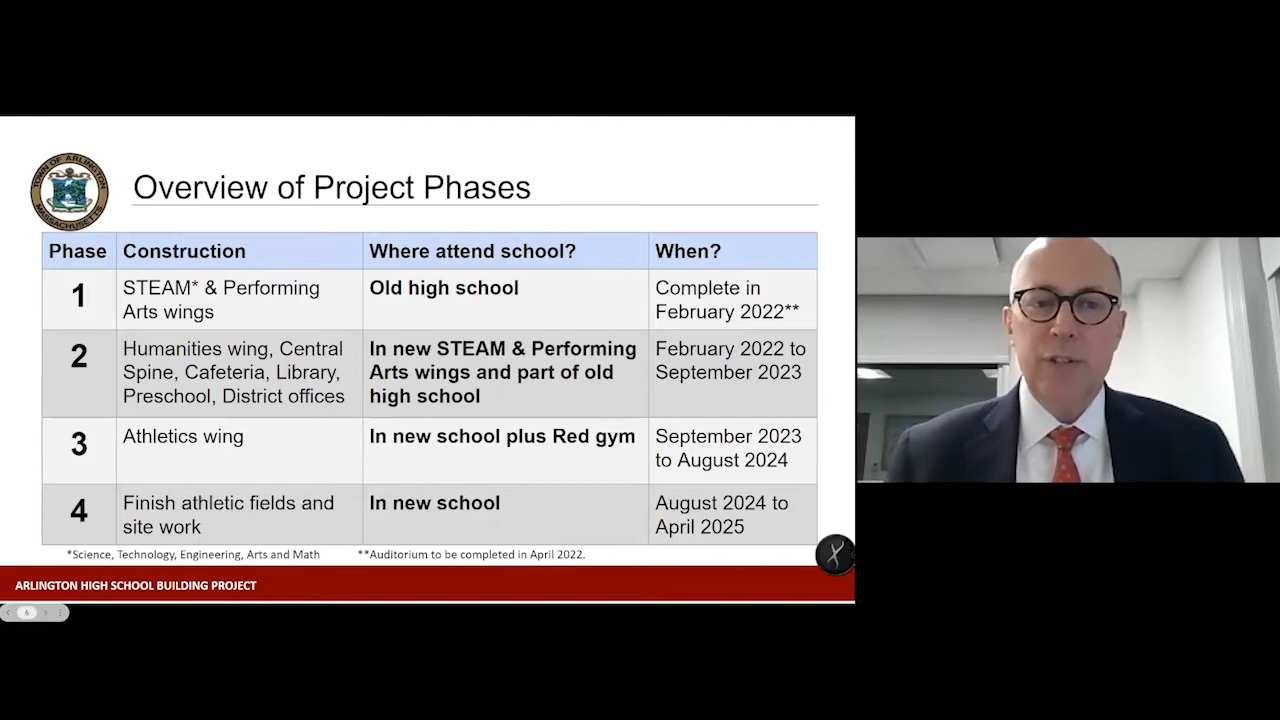 TOWN OF ARLINGTON
MASSACHUSETTS
Overview of Project Phases
Phase Construction Where attend school? When?
1 STEAM* & Performing Arts wings Old high school Complete in February 2022**
2 Humanities wing, Central Spine, Cafeteria, Library, Preschool, District offices In new STEAM & Performing Arts wings and part of old high school February 2022 to September 2023
3 Athletics wing In new school plus Red gym September 2023 to August 2024
4 Finish athletic fields and site work In new school August 2024 to April 2025
*Science, Technology, Engineering, Arts and Math **Auditorium to be completed in April 2022.
ARLINGTON HIGH SCHOOL BUILDING PROJECT
6